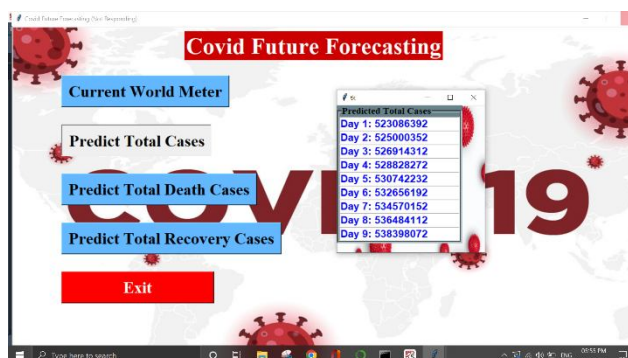 Covid Future Forecasting (Not Responding)
Covid Future Forecasting
Current World Meter
Predict Total Cases
Predict Total Death Cases
Predict Total Recovery Cases
Exit
tk
Predicted Total Cases
Day 1: 523086392
Day 2: 525000352
Day 3: 526914312
Day 4: 528828272
Day 5: 530742232
Day 6: 532656192
Day 7: 534570152
Day 8: 536484112
Day 9: 538398072
COVI 19
Type here to search
ENG